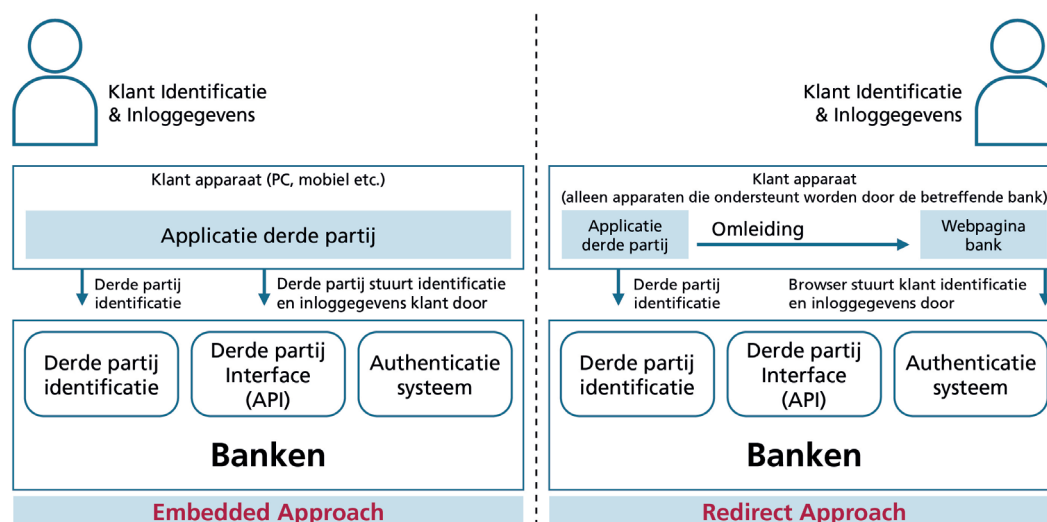 Klant Identificatie
& Inloggegevens
Klant apparaat (PC, mobiel etc.)
Applicatie derde partij
Derde partij
identificatie
Derde partij stuurt identificatie
en inloggegevens klant door
Derde partij
identificatie
Derde partij
Interface
(API)
Authenticatie
systeem
Banken
Embedded Approach
Klant Identificatie
& Inloggegevens
Klant apparaat
(alleen apparaten die ondersteunt worden door de betreffende bank)
Applicatie
derde partij
Omleiding
Webpagina
bank
Derde partij
identificatie
Browser stuurt klant identificatie
en inloggegevens door
Derde partij
identificatie
Derde partij
Interface
(API)
Authenticatie
systeem
Banken
Redirect Approach